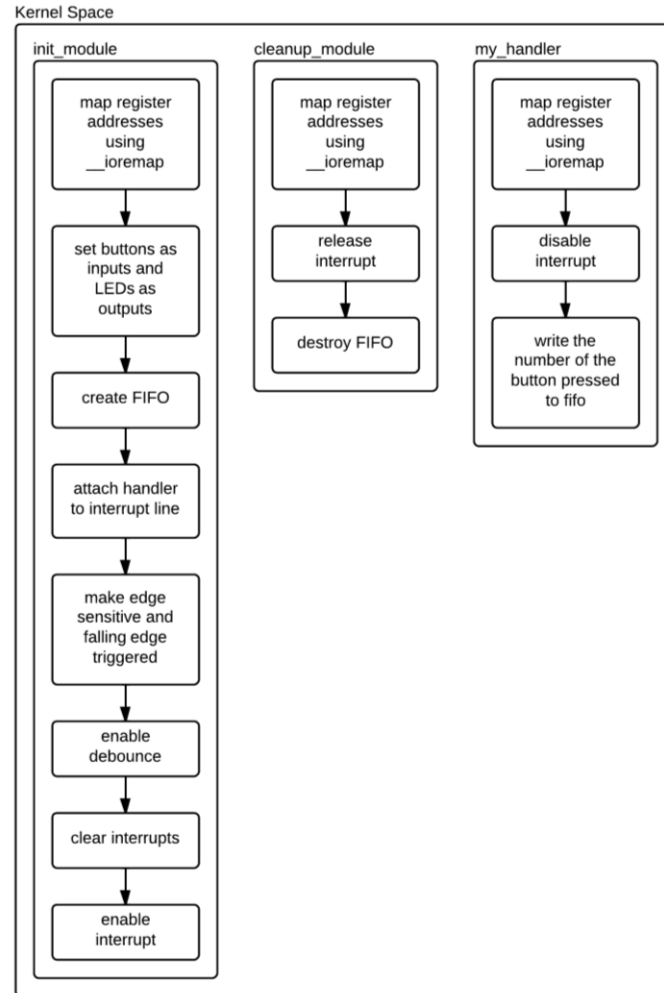 Kernel Space
init_module
map register
addresses
using
__ioremap
set buttons as
inputs and
LEDs as
outputs
create FIFO
attach handler
to interrupt line
make edge
sensitive and
falling edge
triggered
enable
debounce
clear interrupts
enable
interrupt
cleanup_module
map register
addresses
using
__ioremap
release
interrupt
destroy FIFO
my_handler
map register
addresses
using
__ioremap
disable
interrupt
write the
number of the
button pressed
to fifo